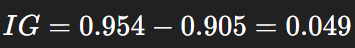 IG = 0.954 − 0.905 = 0.049